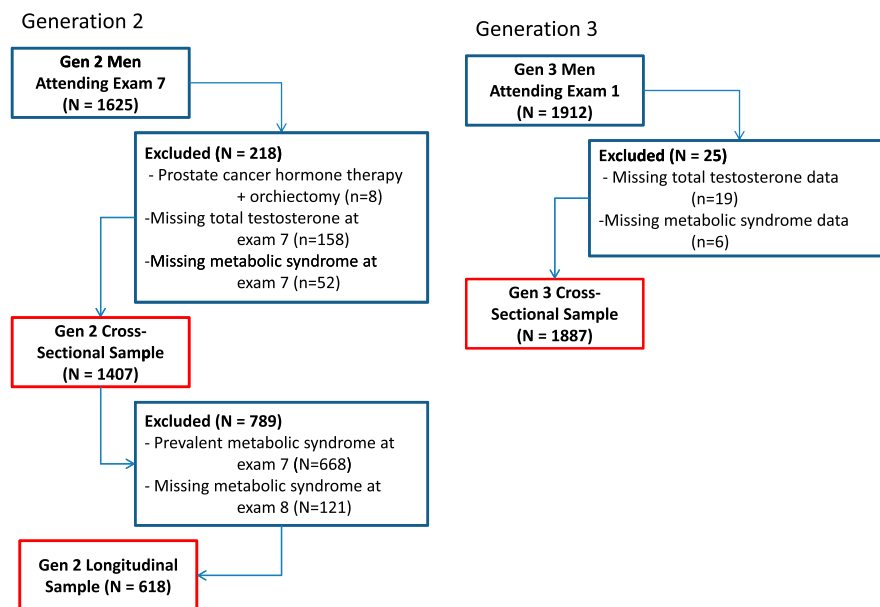 Generation 2
Gen 2 Men
Attending Exam 7
(N = 1625)
Excluded (N = 218)
- Prostate cancer hormone therapy
+ orchiectomy (n=8)
-Missing total testosterone at
exam 7 (n=158)
-Missing metabolic syndrome at
exam 7 (n=52)
Gen 2 Cross-
Sectional Sample
(N = 1407)
Excluded (N = 789)
- Prevalent metabolic syndrome at
exam 7 (N=668)
- Missing metabolic syndrome at
exam 8 (N=121)
Gen 2 Longitudinal
Sample (N = 618)
Generation 3
Gen 3 Men
Attending Exam 1
(N = 1912)
Excluded (N = 25)
- Missing total testosterone data
(n=19)
-Missing metabolic syndrome data
(n=6)
Gen 3 Cross-
Sectional Sample
(N = 1887)